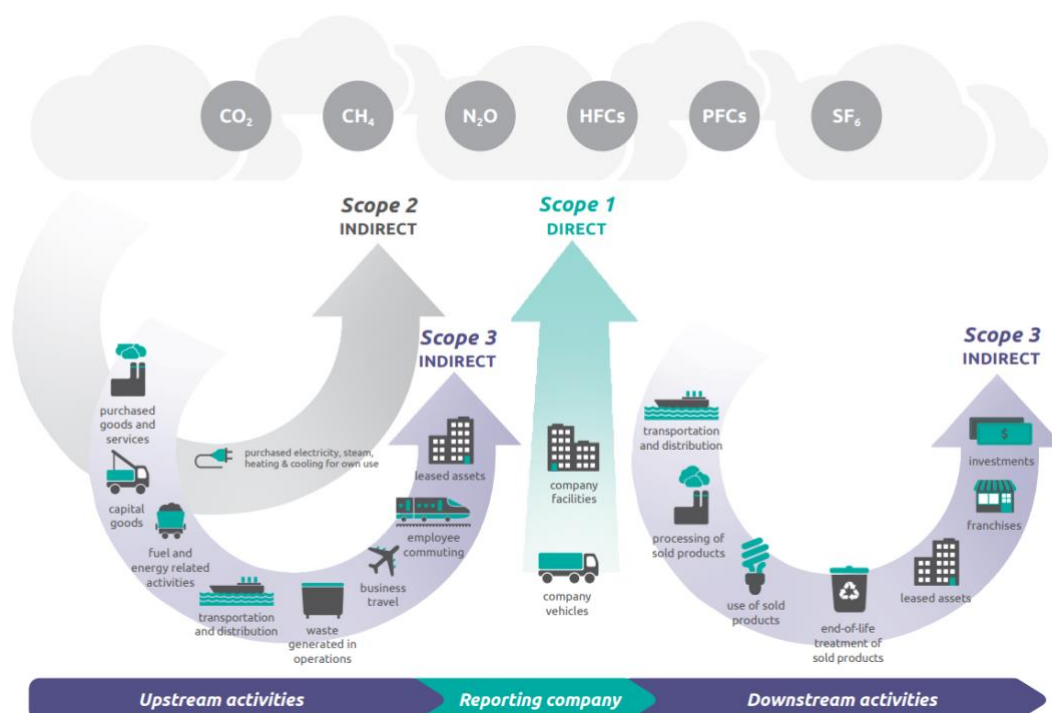 CO₂
CH₄
N₂O
HFCs
PFCs
SF₆
Scope 2
INDIRECT
Scope 1
DIRECT
Scope 3
INDIRECT
Scope 3
INDIRECT
purchased
goods and
services
capital
goods
fuel and
energy related
activities
transportation
and distribution
waste
generated in
operations
business
travel
employee
commuting
leased assets
purchased electricity, steam,
heating & cooling for own use
company
facilities
company
vehicles
transportation
and distribution
processing of
sold products
use of sold
products
end-of-life
treatment of
sold products
leased assets
franchises
investments
$
Upstream activities
Reporting company
Downstream activities